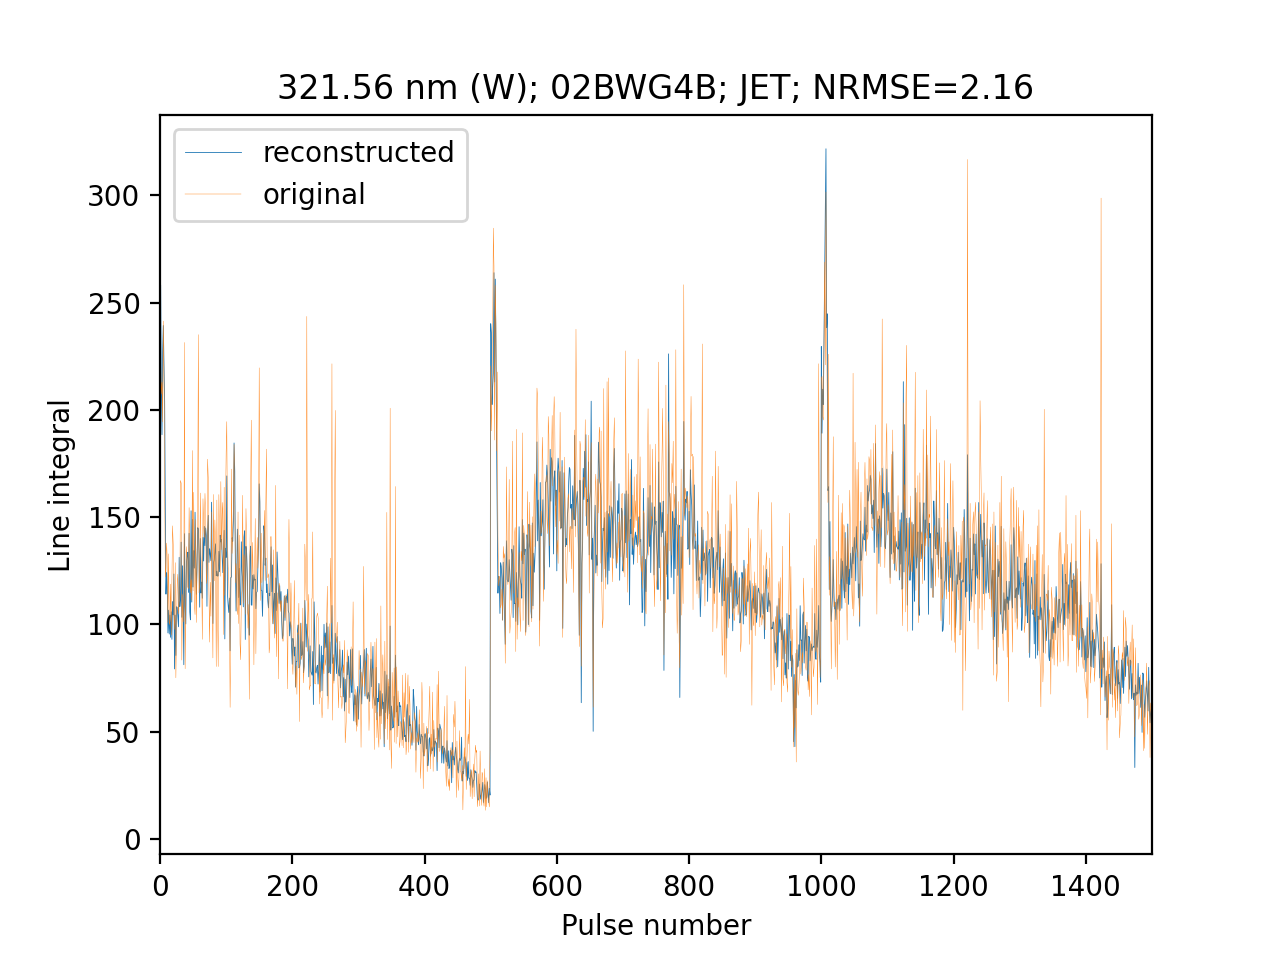 321.56 nm (W); 02BWG4B; JET; NRMSE=2.16
reconstructed
original
Line integral
300
250
200
150
100
50
0
0 200 400 600 800 1000 1200 1400
Pulse number